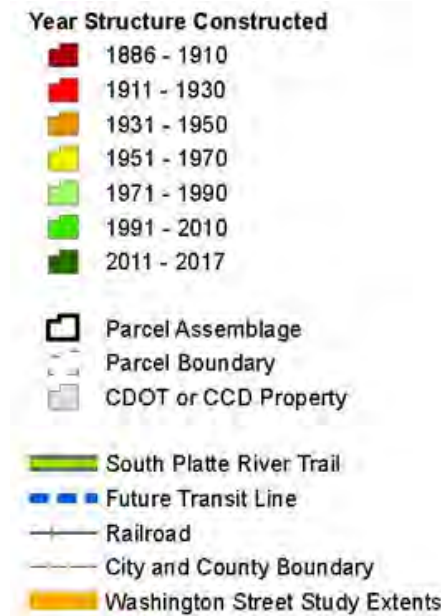 Year Structure Constructed
1886 - 1910
1911 - 1930
1931 - 1950
1951 - 1970
1971 - 1990
1991 - 2010
2011 - 2017
Parcel Assemblage
Parcel Boundary
CDOT or CCD Property
South Platte River Trail
Future Transit Line
Railroad
City and County Boundary
Washington Street Study Extents